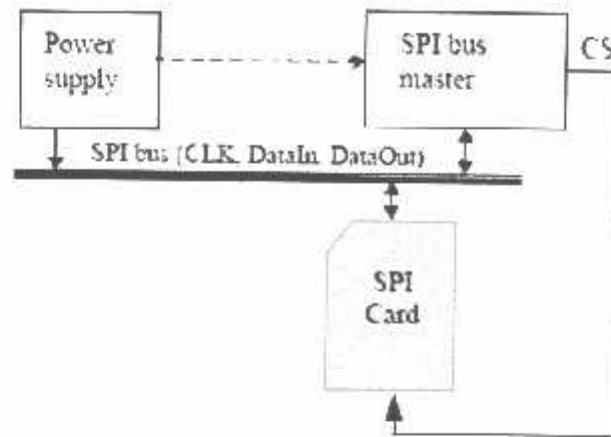 Power
supply
SPI bus
master
CS
SPI bus (CLK, DataIn, DataOut)
SPI
Card